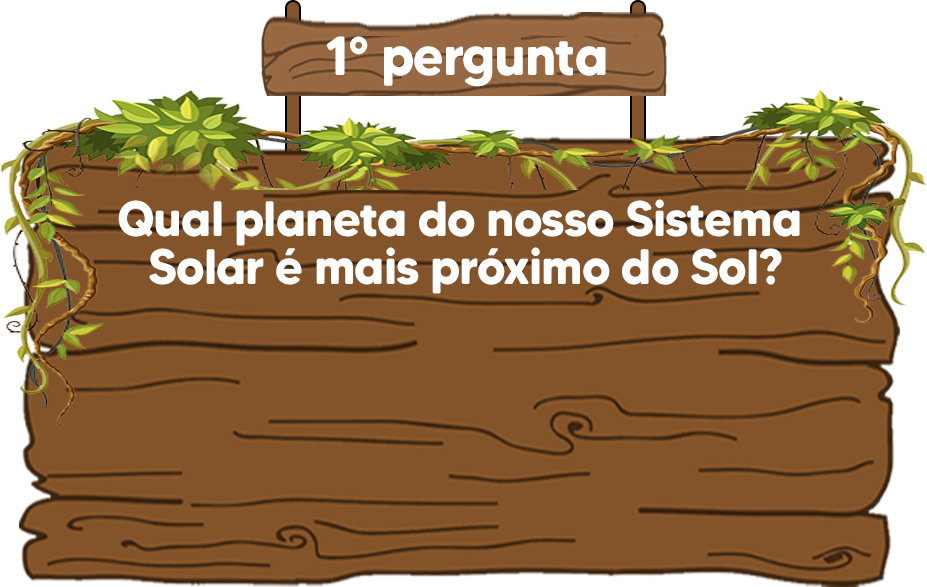 1° pergunta
Qual planeta do nosso Sistema
Solar é mais próximo do Sol?